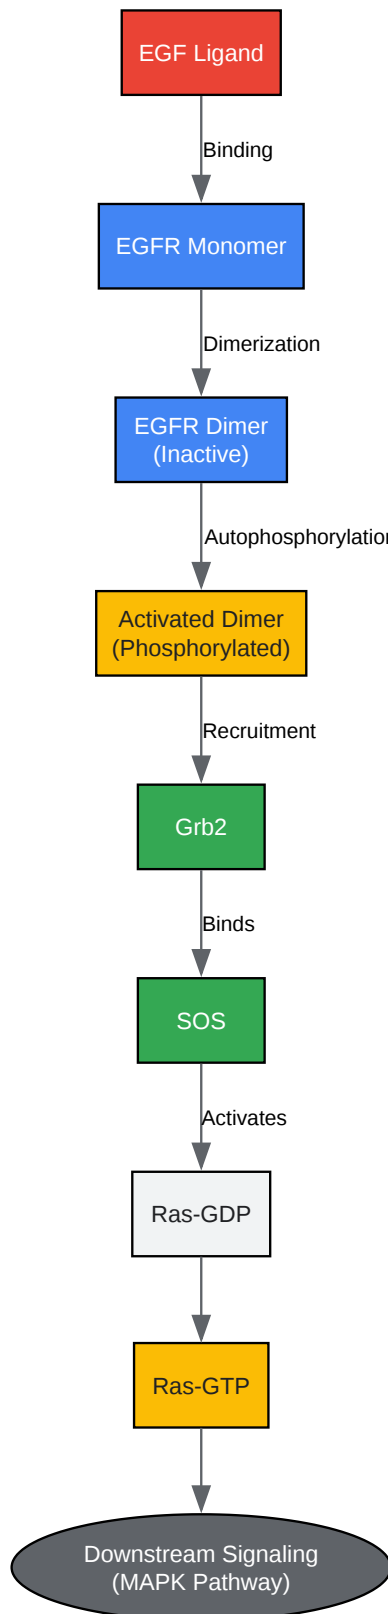 EGF Ligand
Binding
EGFR Monomer
Dimerization
EGFR Dimer
(Inactive)
Autophosphorylation
Activated Dimer
(Phosphorylated)
Recruitment
Grb2
Binds
SOS
Activates
Ras-GDP
Ras-GTP
Downstream Signaling
(MAPK Pathway)